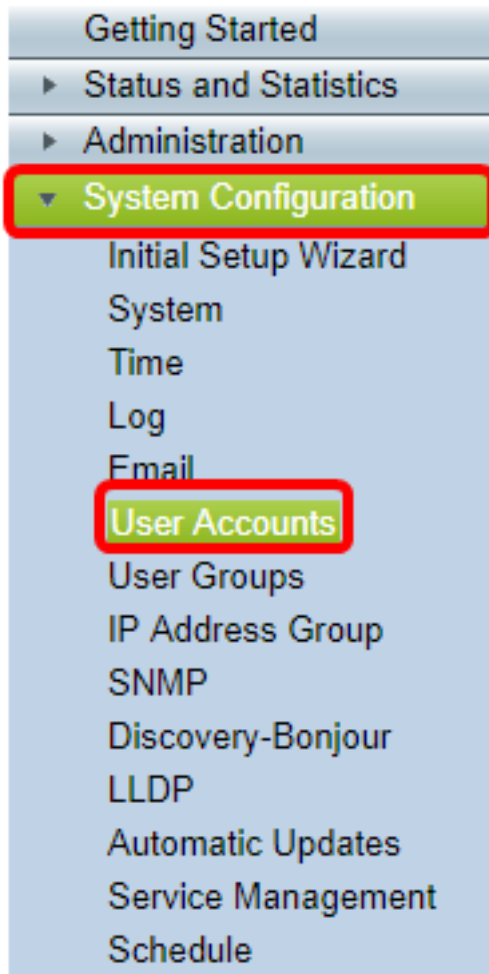 Getting Started
Status and Statistics
Administration
System Configuration
Initial Setup Wizard
System
Time
Log
Email
User Accounts
User Groups
IP Address Group
SNMP
Discovery-Bonjour
LLDP
Automatic Updates
Service Management
Schedule